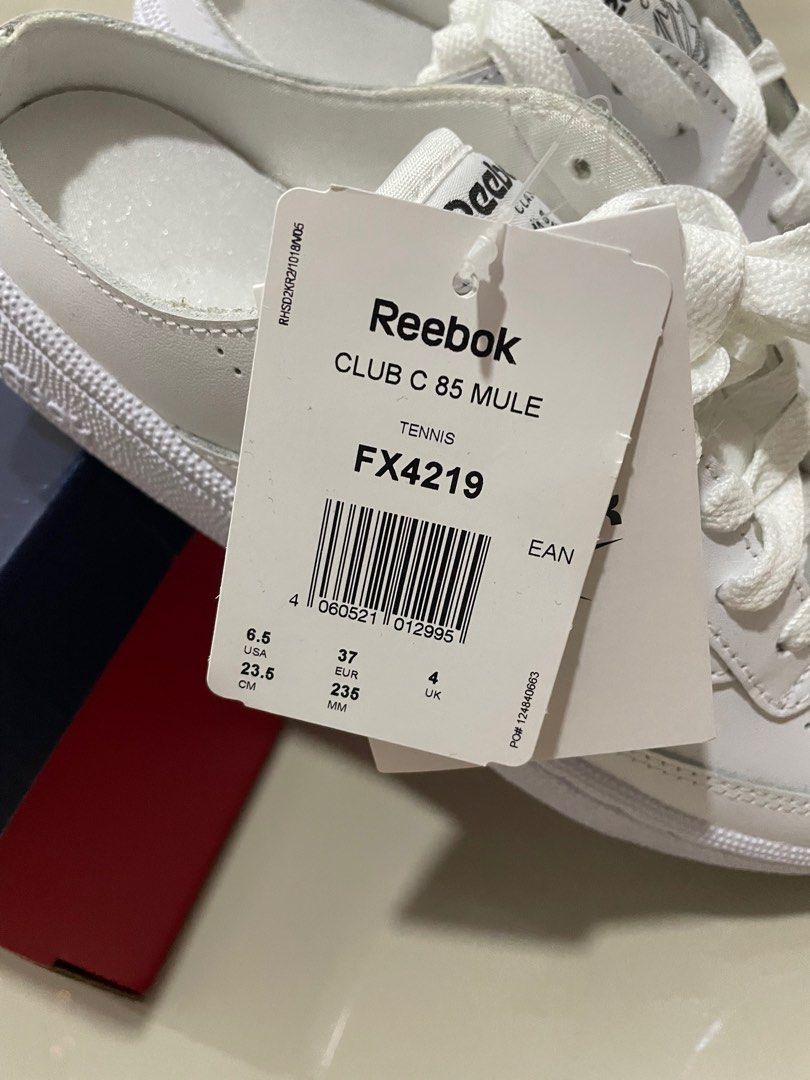 RHSD2KR2/1018/V05
Reebok
CLUB C 85 MULE
TENNIS
FX4219
EAN
4 060521 012995
6.5 37 4
USA EUR UK
23.5 235
CM MM
PO# 124840663